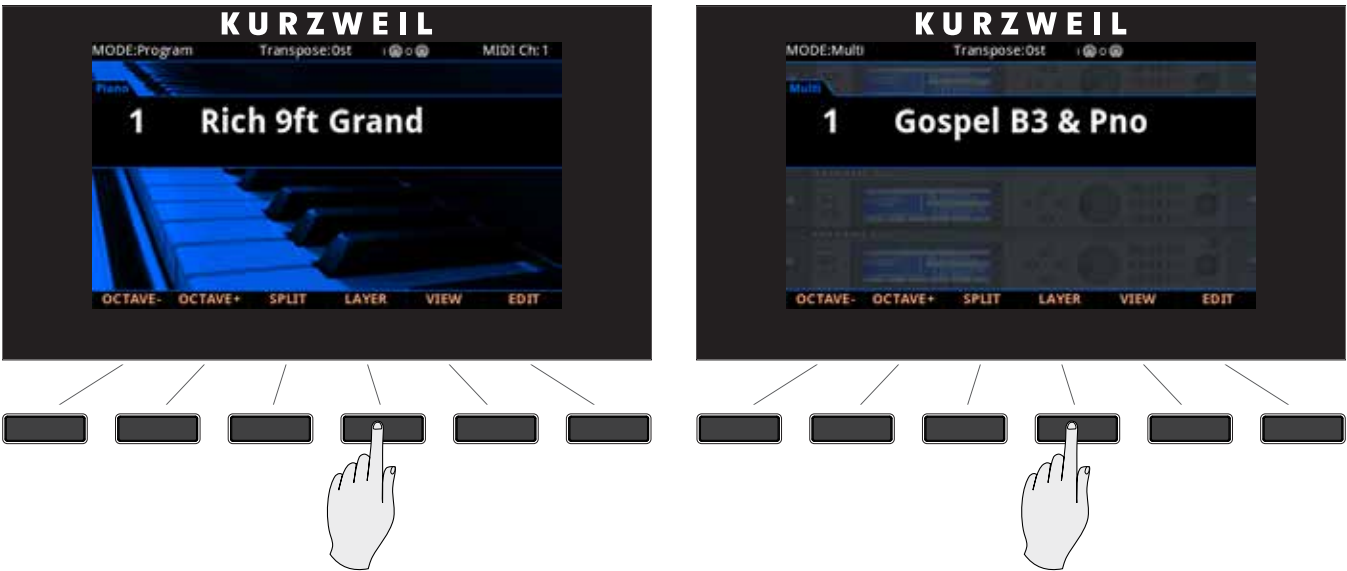 KURZWEIL
MODE:Program Transpose:0st I O MIDI Ch:1
Piano
1 Rich 9ft Grand
OCTAVE- OCTAVE+ SPLIT LAYER VIEW EDIT
KURZWEIL
MODE:Multi Transpose:0st I O
Multi
1 Gospel B3 & Pno
OCTAVE- OCTAVE+ SPLIT LAYER VIEW EDIT